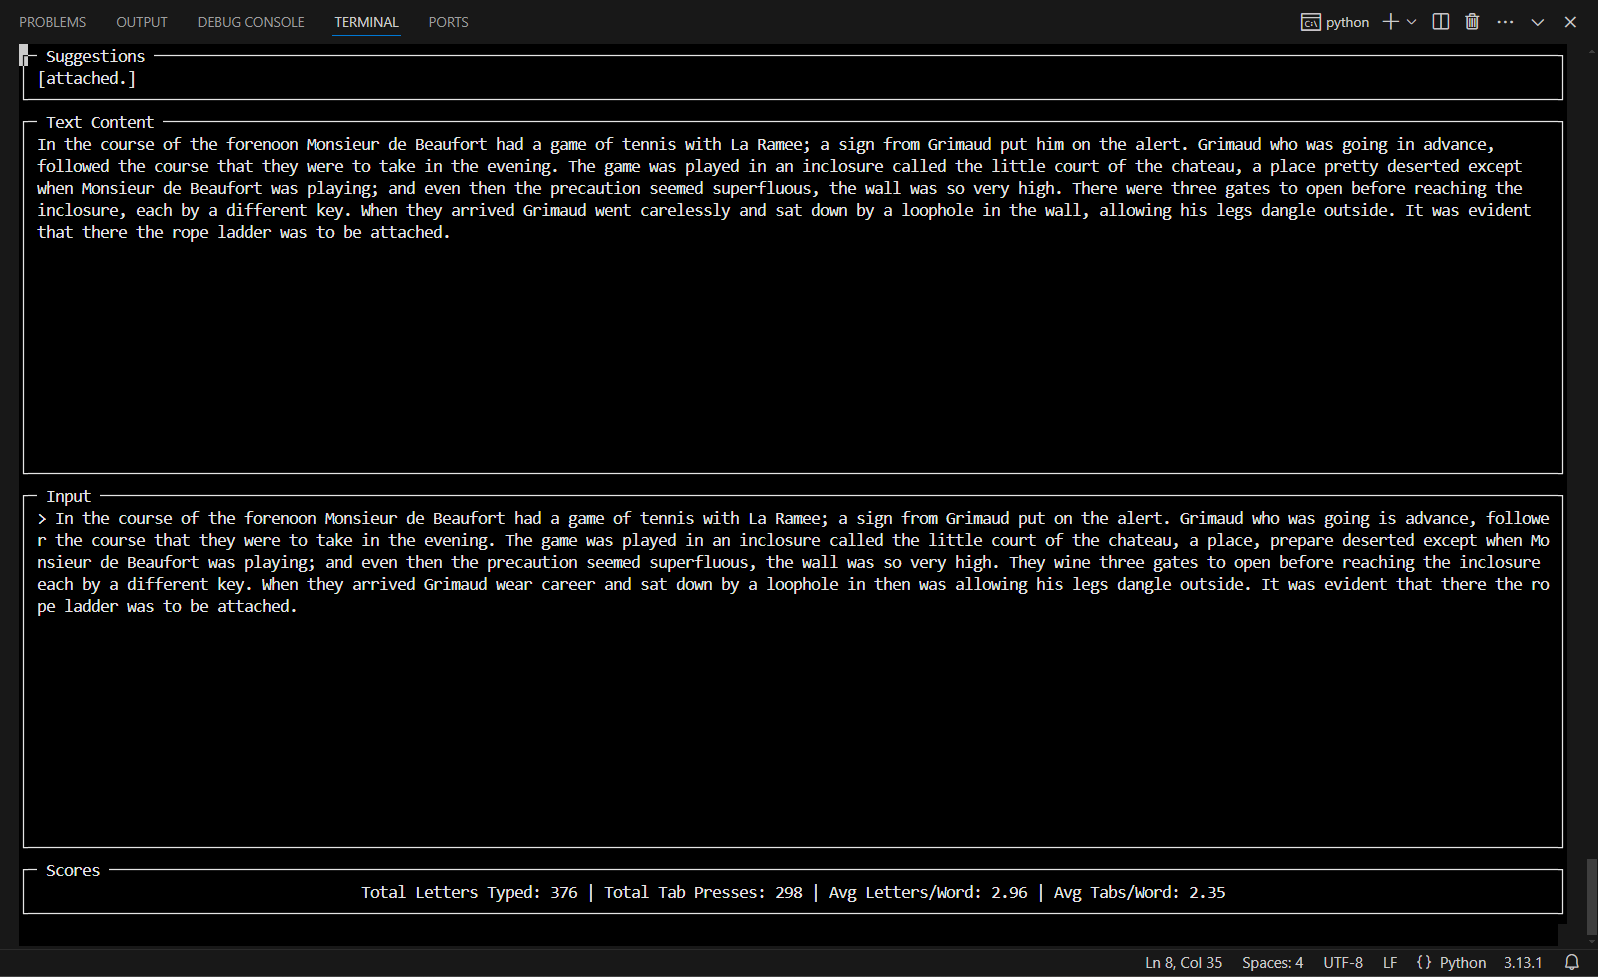 PROBLEMS OUTPUT DEBUG CONSOLE TERMINAL PORTS python
Suggestions
[attached.]
Text Content
In the course of the forenoon Monsieur de Beaufort had a game of tennis with La Ramee; a sign from Grimaud put him on the alert. Grimaud who was going in advance,
followed the course that they were to take in the evening. The game was played in an inclosure called the little court of the chateau, a place pretty deserted except
when Monsieur de Beaufort was playing; and even then the precaution seemed superfluous, the wall was so very high. There were three gates to open before reaching the
inclosure, each by a different key. When they arrived Grimaud went carelessly and sat down by a loophole in the wall, allowing his legs dangle outside. It was evident
that there the rope ladder was to be attached.
Input
> In the course of the forenoon Monsieur de Beaufort had a game of tennis with La Ramee; a sign from Grimaud put on the alert. Grimaud who was going is advance, followe
r the course that they were to take in the evening. The game was played in an inclosure called the little court of the chateau, a place, prepare deserted except when Mo
nsieur de Beaufort was playing; and even then the precaution seemed superfluous, the wall was so very high. They wine three gates to open before reaching the inclosure
each by a different key. When they arrived Grimaud wear career and sat down by a loophole in then was allowing his legs dangle outside. It was evident that there the ro
pe ladder was to be attached.
Scores
Total Letters Typed: 376 | Total Tab Presses: 298 | Avg Letters/Word: 2.96 | Avg Tabs/Word: 2.35
Ln 8, Col 35 Spaces: 4 UTF-8 LF {} Python 3.13.1